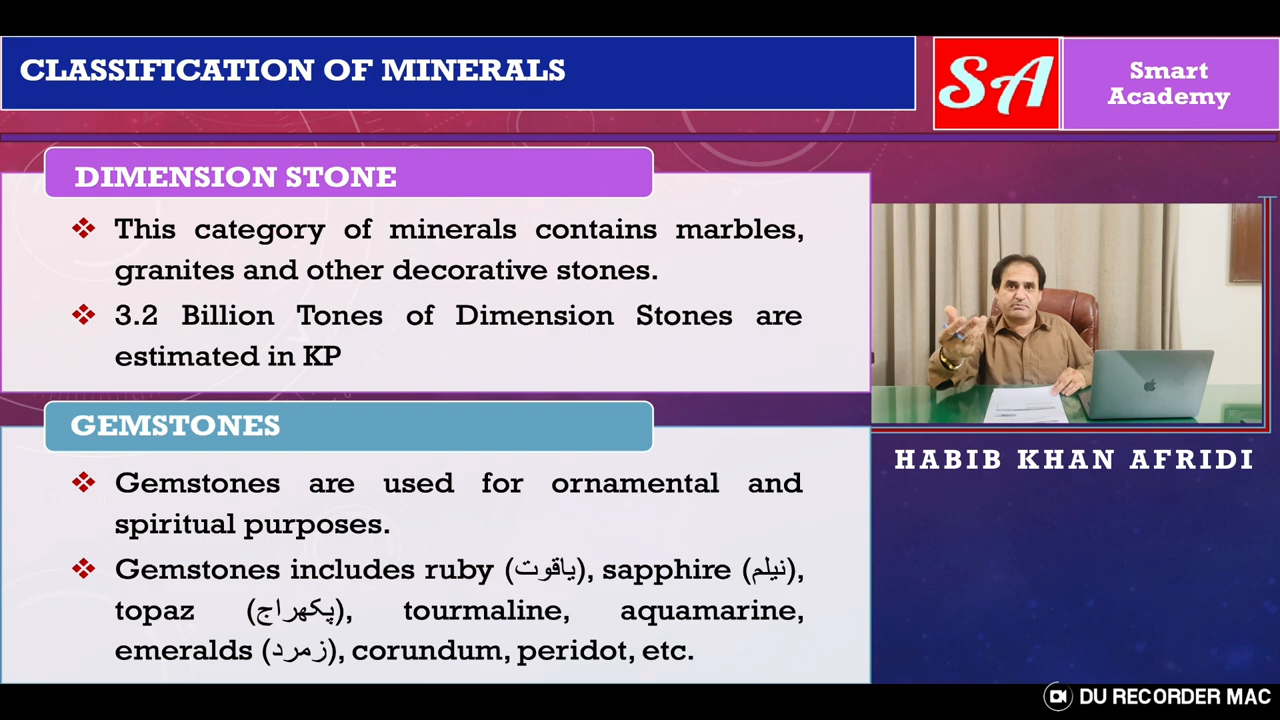 CLASSIFICATION OF MINERALS
SA
Smart
Academy
DIMENSION STONE
This category of minerals contains marbles,
granites and other decorative stones.
3.2 Billion Tones of Dimension Stones are
estimated in KP
GEMSTONES
Gemstones are used for ornamental and
spiritual purposes.
Gemstones includes ruby (یاقوت), sapphire (نیلم),
topaz (پکھراج), tourmaline, aquamarine,
emeralds (زمرد), corundum, peridot, etc.
HABIB KHAN AFRIDI
DU RECORDER MAC